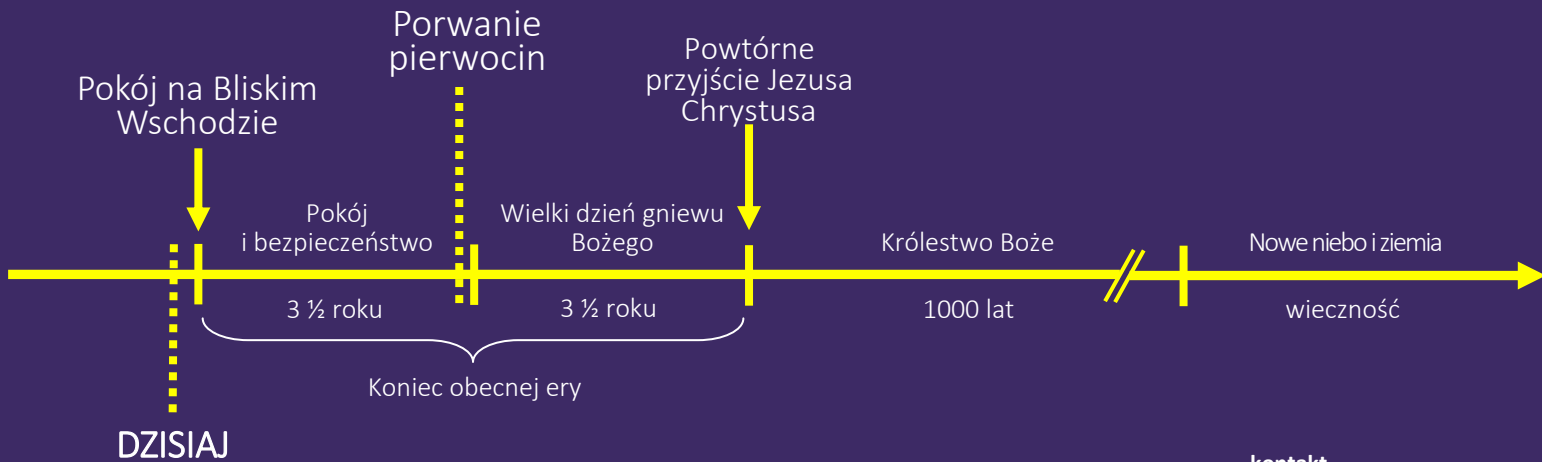 Porwanie
pierwocin
Powtórne
przyjście Jezusa
Chrystusa
Pokój na Bliskim
Wschodzie
Pokój
i bezpieczeństwo
Wielki dzień gniewu
Bożego
Królestwo Boże
Nowe niebo i ziemia
3 ½ roku
3 ½ roku
1000 lat
wieczność
Koniec obecnej ery
DZISIAJ